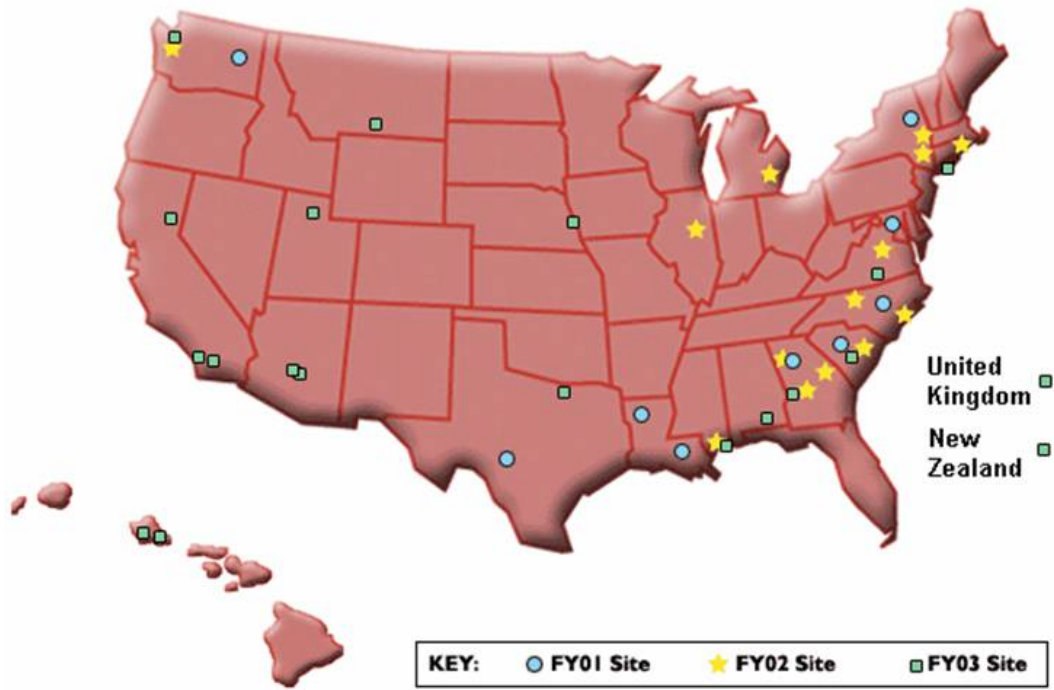 United
Kingdom
New
Zealand
KEY: FY01 Site FY02 Site FY03 Site